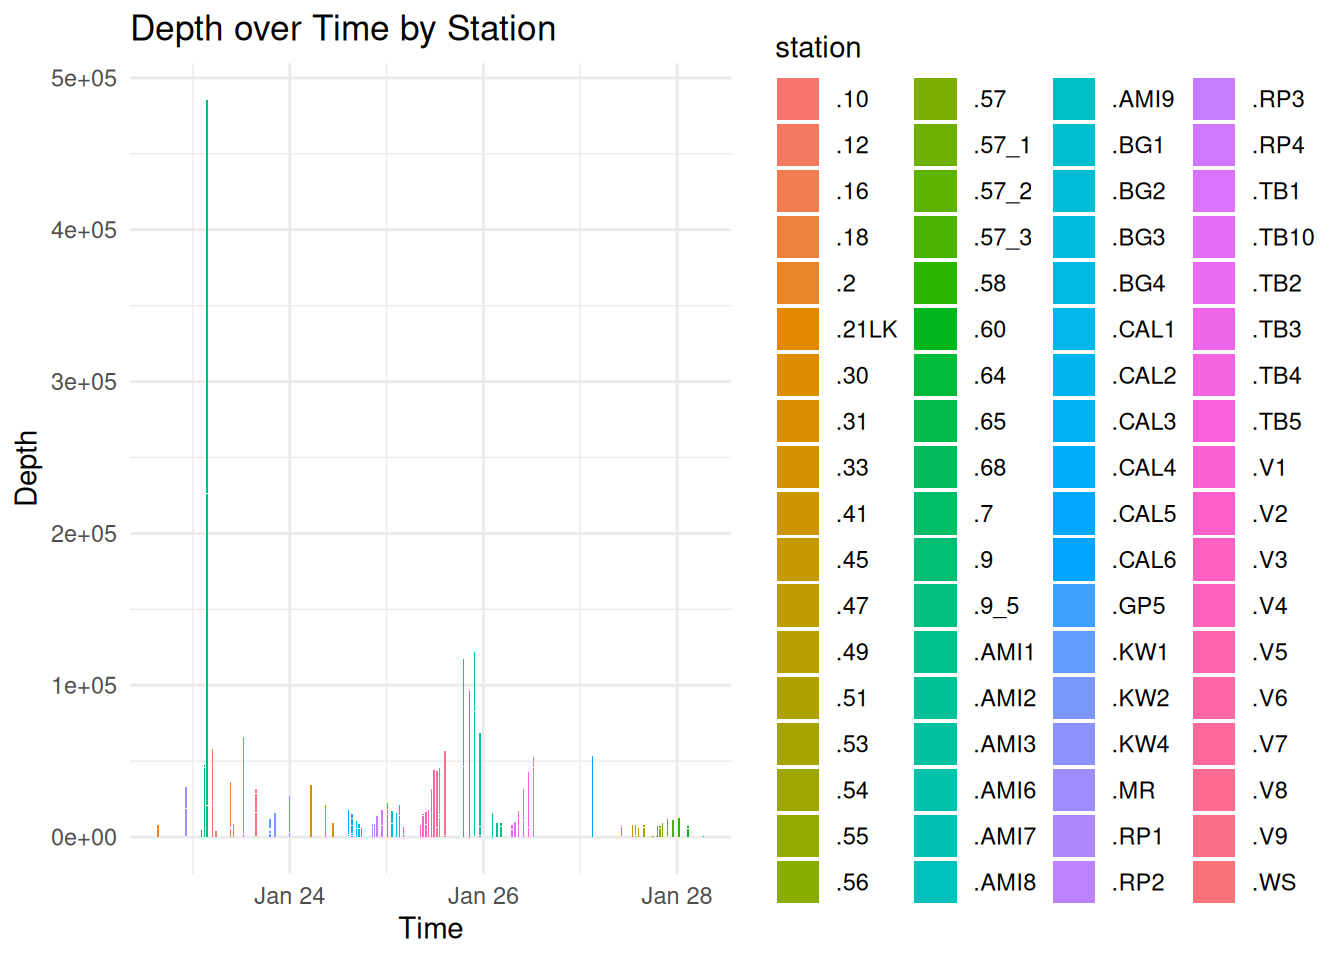 Depth over Time by Station
5e+05
4e+05
3e+05
2e+05
1e+05
0e+00
Depth
Jan 24 Jan 26 Jan 28
Time
station
.10 .57 .AMI9 .RP3
.12 .57_1 .BG1 .RP4
.16 .57_2 .BG2 .TB1
.18 .57_3 .BG3 .TB10
.2 .58 .BG4 .TB2
.21LK .60 .CAL1 .TB3
.30 .64 .CAL2 .TB4
.31 .65 .CAL3 .TB5
.33 .68 .CAL4 .V1
.41 .7 .CAL5 .V2
.45 .9 .CAL6 .V3
.47 .9_5 .GP5 .V4
.49 .AMI1 .KW1 .V5
.51 .AMI2 .KW2 .V6
.53 .AMI3 .KW4 .V7
.54 .AMI6 .MR .V8
.55 .AMI7 .RP1 .V9
.56 .AMI8 .RP2 .WS